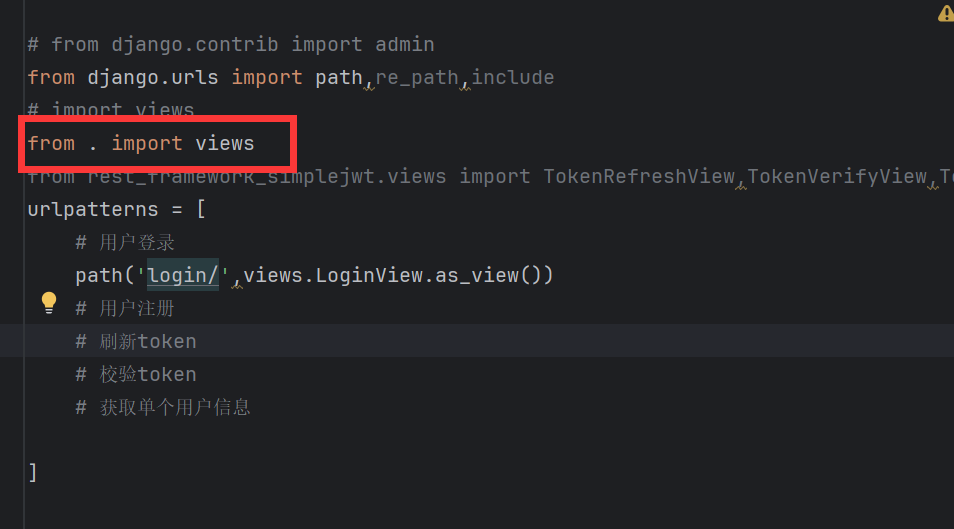 # from django.contrib import admin
from django.urls import path,re_path,include
# import views
from . import views
from rest_framework_simplejwt.views import TokenRefreshView,TokenVerifyView,
urlpatterns = [
# 用户登录
path('login/',views.LoginView.as_view())
# 用户注册
# 刷新token
# 校验token
# 获取单个用户信息
]